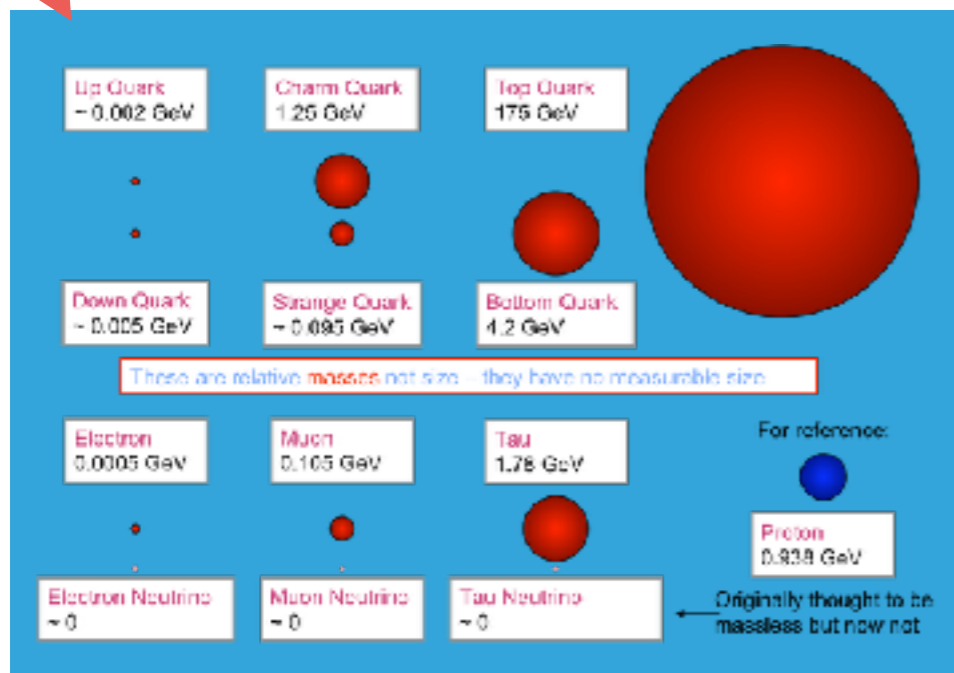 Up Quark
~ 0.002 GeV
Charm Quark
1.25 GeV
Top Quark
175 GeV
Down Quark
~ 0.005 GeV
Strange Quark
~ 0.095 GeV
Bottom Quark
4.2 GeV
These are relative masses not size – they have no measurable size
Electron
0.0005 GeV
Muon
0.105 GeV
Tau
1.78 GeV
For reference:
Proton
0.938 GeV
Electron Neutrino
~ 0
Muon Neutrino
~ 0
Tau Neutrino
~ 0
Originally thought to be
massless but now not